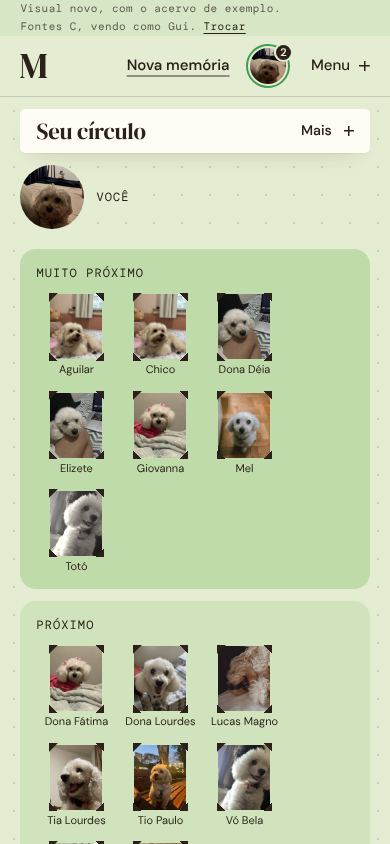 Visual novo, com o acervo de exemplo.
Fontes C, vendo como Gui. Trocar
M
Nova memória
2
Menu +
Seu círculo
Mais +
VOCÊ
MUITO PRÓXIMO
Aguilar Chico Dona Déia
Elizete Giovanna Mel
Totó
PRÓXIMO
Dona Fátima Dona Lourdes Lucas Magno
Tia Lourdes Tio Paulo Vó Bela